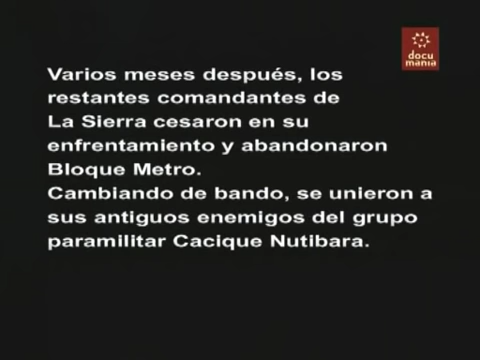 docu
mania
Varios meses después, los
restantes comandantes de
La Sierra cesaron en su
enfrentamiento y abandonaron
Bloque Metro.
Cambiando de bando, se unieron a
sus antiguos enemigos del grupo
paramilitar Cacique Nutibara.